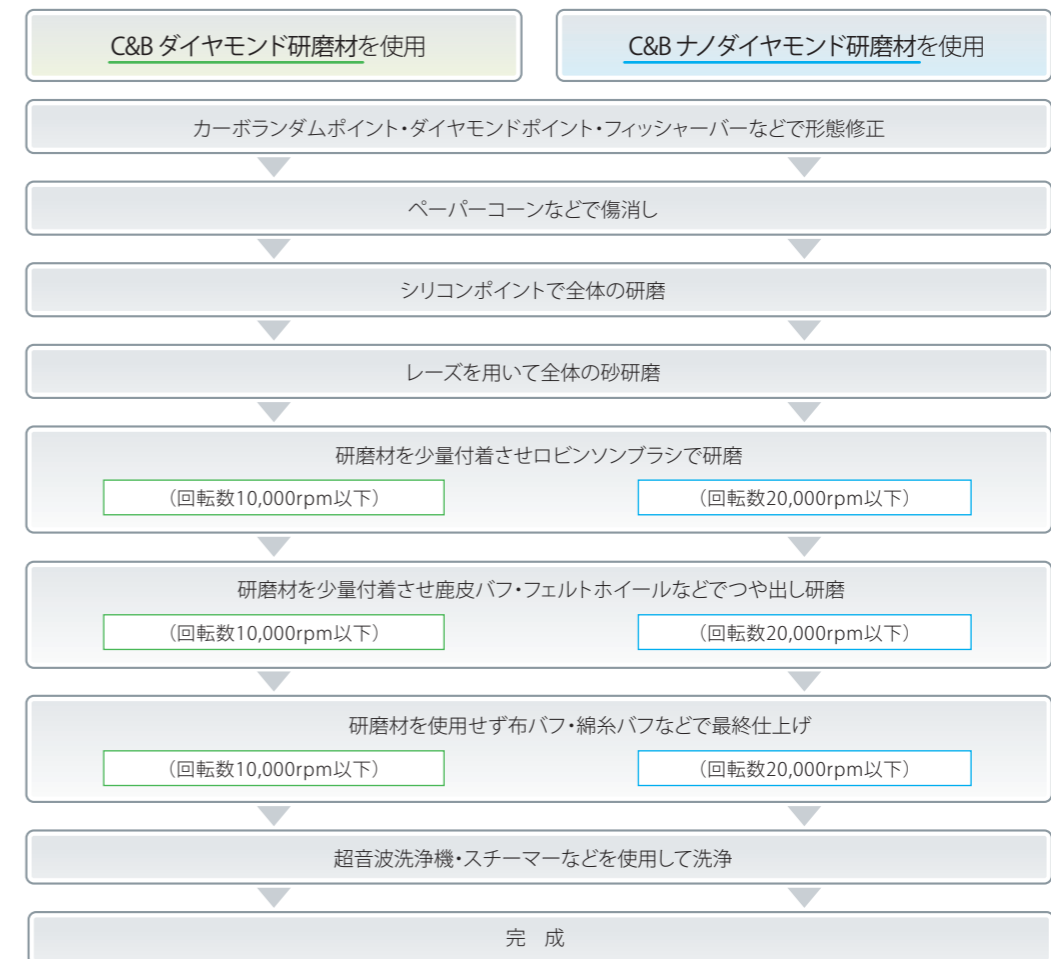 C&B ダイヤモンド研磨材を使用
C&B ナノダイヤモンド研磨材を使用
カーボランダムポイント・ダイヤモンドポイント・フィッシャーバーなどで形態修正
ペーパーコーンなどで傷消し
シリコンポイントで全体の研磨
レーズを用いて全体の砂研磨
研磨材を少量付着させロビンソンブラシで研磨
(回転数10,000rpm以下)
(回転数20,000rpm以下)
研磨材を少量付着させ鹿皮バフ・フェルトホイールなどでつや出し研磨
(回転数10,000rpm以下)
(回転数20,000rpm以下)
研磨材を使用せず布バフ・綿糸バフなどで最終仕上げ
(回転数10,000rpm以下)
(回転数20,000rpm以下)
超音波洗浄機・スチーマーなどを使用して洗浄
完 成